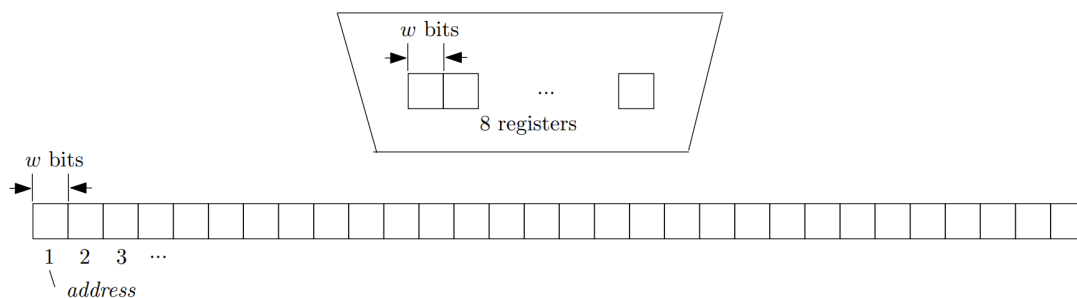 w bits
...
8 registers
w bits
1 2 3 ...
address